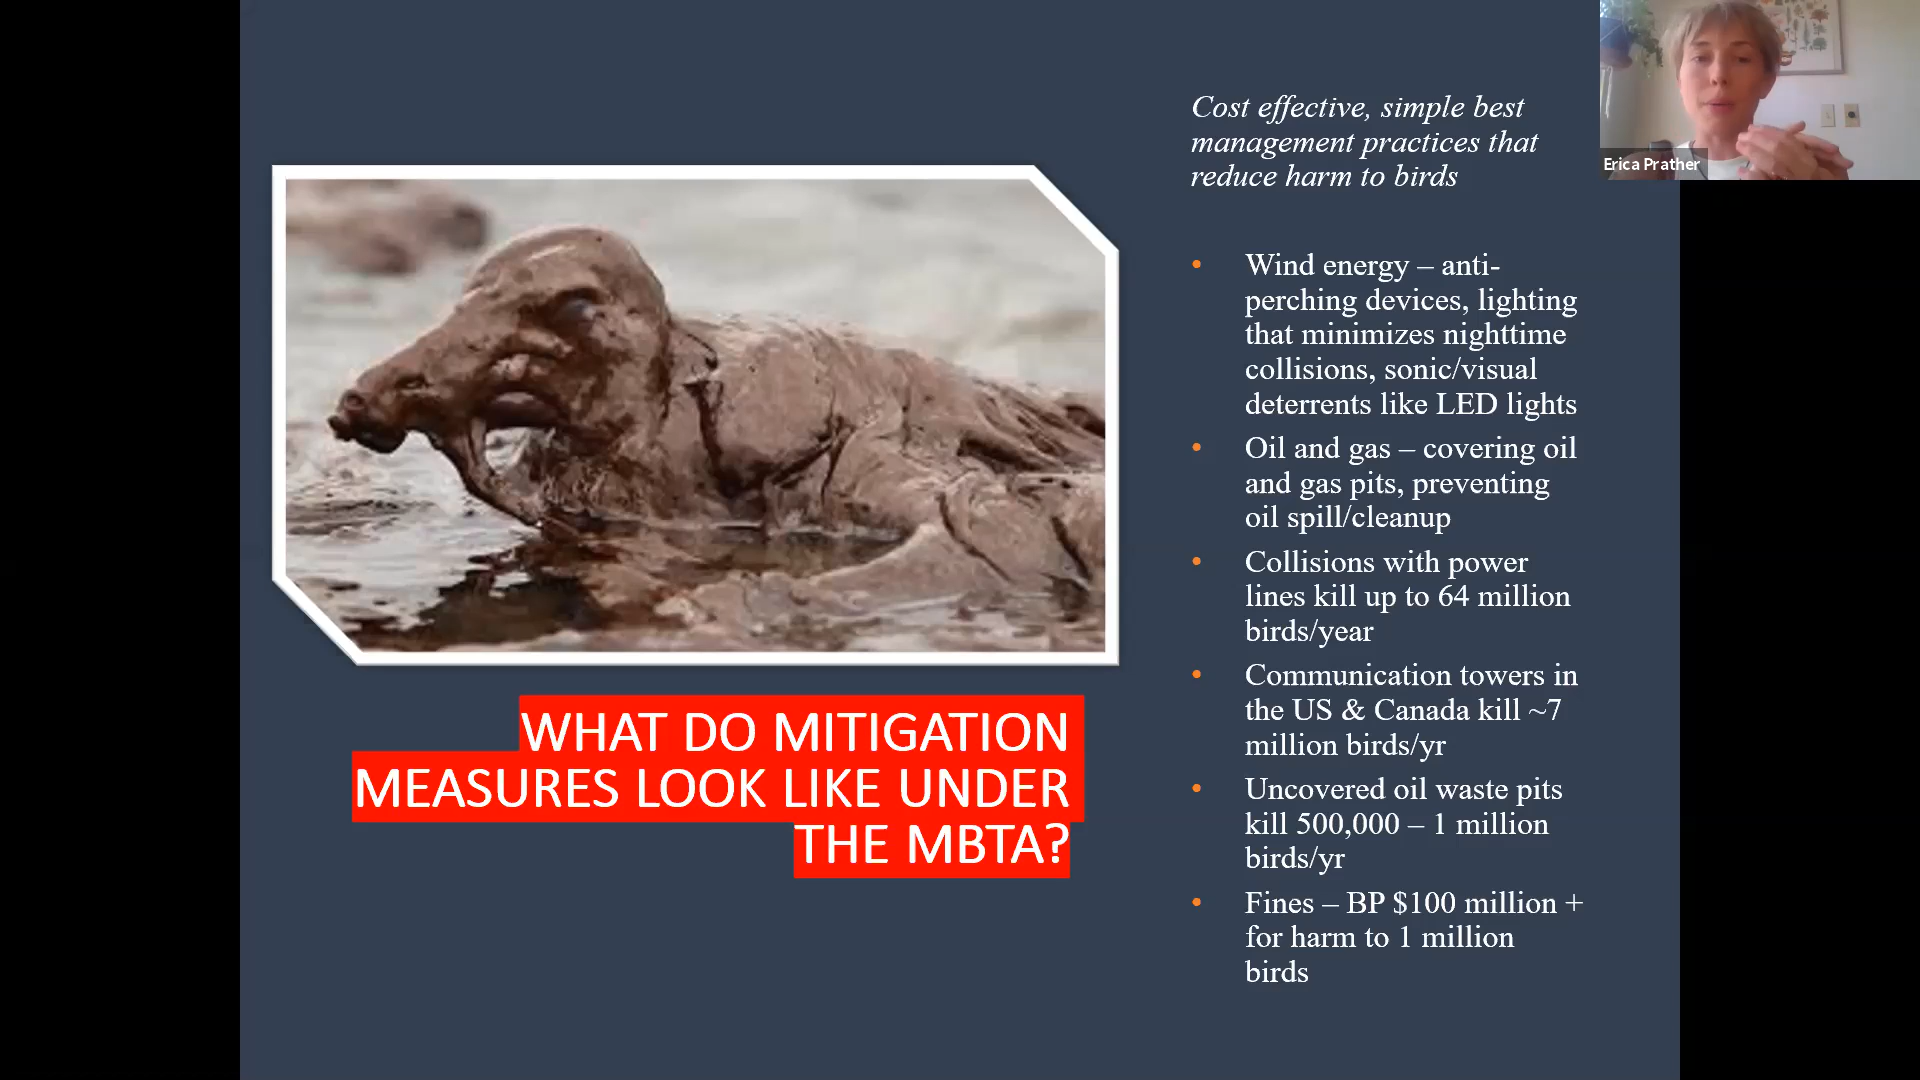 Cost effective, simple best
management practices that
reduce harm to birds
Erica Prather
• Wind energy – anti-
perching devices, lighting
that minimizes nighttime
collisions, sonic/visual
deterrents like LED lights
• Oil and gas – covering oil
and gas pits, preventing
oil spill/cleanup
• Collisions with power
lines kill up to 64 million
birds/year
• Communication towers in
the US & Canada kill ~7
million birds/yr
• Uncovered oil waste pits
kill 500,000 – 1 million
birds/yr
• Fines – BP $100 million +
for harm to 1 million
birds
WHAT DO MITIGATION
MEASURES LOOK LIKE UNDER
THE MBTA?